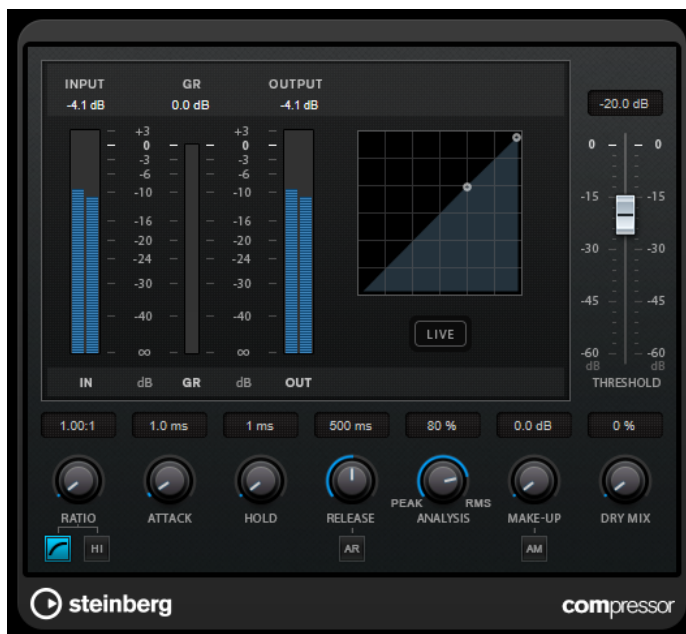 INPUT GR OUTPUT
-4.1 dB 0.0 dB -4.1 dB
-20.0 dB
+3 +3
0 0
-3 -3
-6 -6
-10 -10
-16 -16
-20 -20
-24 -24
-30 -30
-40 -40
∞ ∞
IN dB GR dB OUT
LIVE
0 0
-15 -15
-30 -30
-45 -45
-60 -60
dB dB
THRESHOLD
1.00:1 1.0 ms 1 ms 500 ms 80 % 0.0 dB 0 %
PEAK RMS
RATIO ATTACK HOLD RELEASE ANALYSIS MAKE-UP DRY MIX
HI AR AM
steinberg compressor